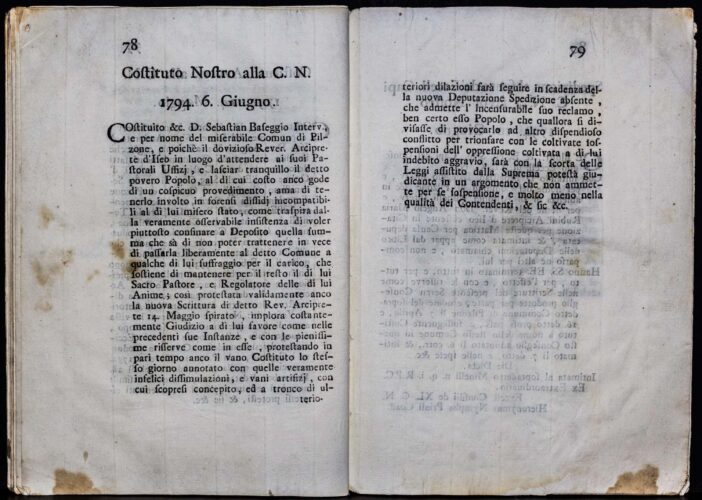 78
Costituto Nostro alla C. N.
1794. 6. Giugno.
COstituito &c. D. Sebastian Baseggio Interv.,
e per nome del miserabile Comun di Pil-
zone, e poichè il dovizioso Rever. Arcipre-
te d'Iseo in luogo d'attendere ai suoi Pa-
storali Uffizj, e lasciar tranquillo il detto
povero Popolo, al di cui costo anco gode
di un cospicuo provedimento, ama di te-
nerlo involto in forensi dissidj incompatibi-
li al di lui misero stato, come traspira dal-
la veramente osservabile insistenza di voler
piuttosto confinare a Deposito quella sum-
ma che sà di non poter trattenere in vece
di passarla liberamente al detto Comune a
qualche di lui suffraggio per il carico, che
sostiene di mantenere per il resto il di lui
Sacro Pastore, e Regolatore delle di lui
Anime, così protestata validamente anco
la nuova Scrittura di detto Rev. Arcipre-
te 14. Maggio spirato, implora costante-
mente Giudizio a di lui favore come nelle
precedenti sue Instanze, e con le pienissi-
me risserve come in esse, protestando in
pari tempo anco il vano Costituto lo stes-
so giorno annotato con quelle veramente
infelici dissimulazioni, e vani artifizj, con
cui scopresi concepito, ed a tronco di ul-
terio-
79
teriori dilazioni farà seguire in scadenza del-
la nuova Deputazione Spedizione absente,
che admette l'Incensurabile suo reclamo,
ben certo esso Popolo, che quallora si di-
visasse di provocarlo ad altro dispendioso
conflitto per trionfar con le coltivate sos-
pensioni dell'oppressione coltivata a di lui
indebito aggravio, sarà con la scorta delle
Leggi assistito dalla Suprema potestà giu-
dicante in un argomento che non ammet-
te per se sospensione, e molto meno nella
qualità dei Contendenti, & sic &c.